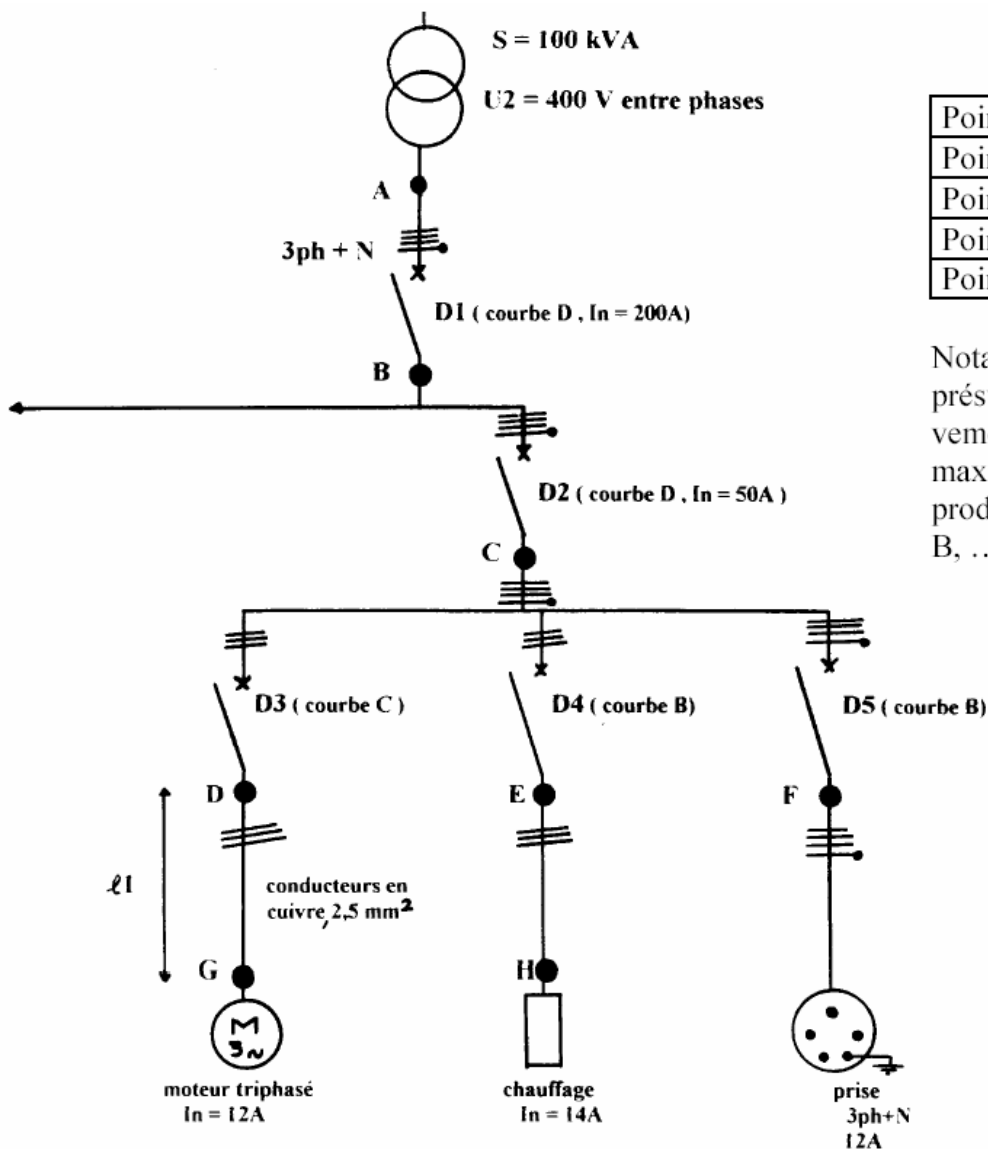 S = 100 kVA
U2 = 400 V entre phases
A
3ph + N
D1 ( courbe D , In = 200A)
B
D2 ( courbe D , In = 50A )
C
D3 ( courbe C )
D4 ( courbe B)
D5 ( courbe B)
D
E
F
ℓ1
conducteurs en
cuivre, 2,5 mm²
G
H
M
3~
moteur triphasé
In = 12A
chauffage
In = 14A
prise
3ph+N
12A
Poin
Poin
Poin
Poin
Poin
Nota
prés
veme
max
prod
B, ...